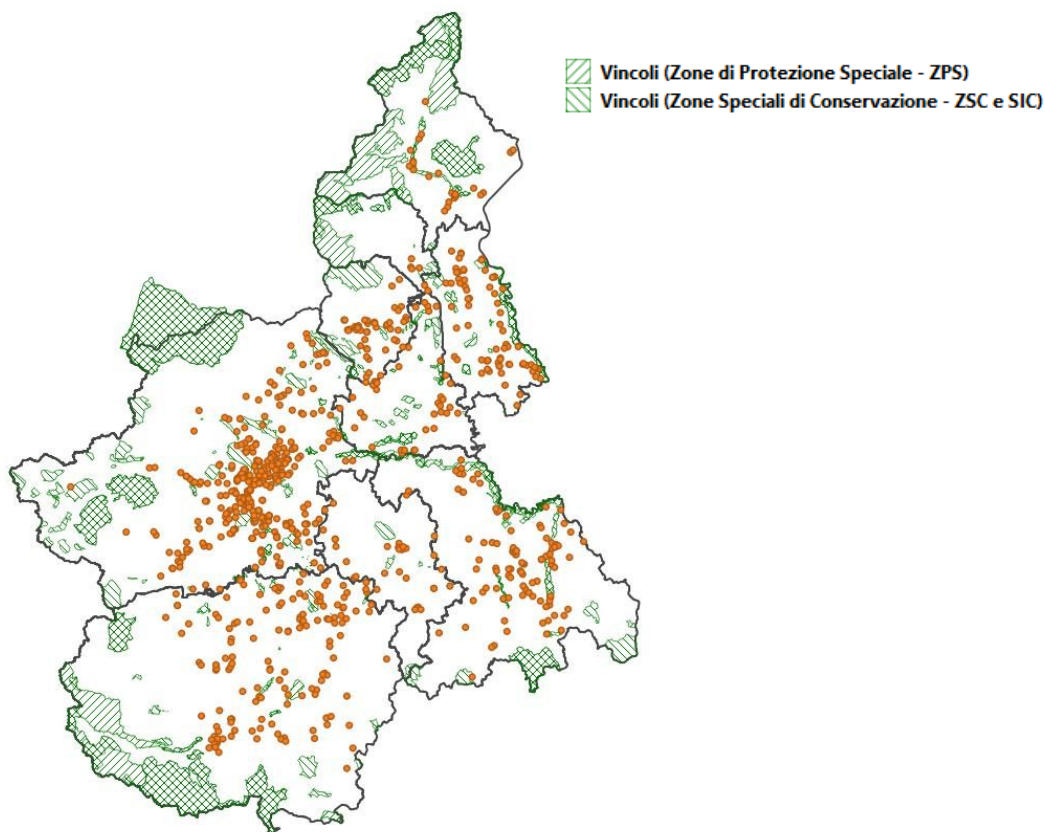 Vincoli (Zone di Protezione Speciale - ZPS)
Vincoli (Zone Speciali di Conservazione - ZSC e SIC)